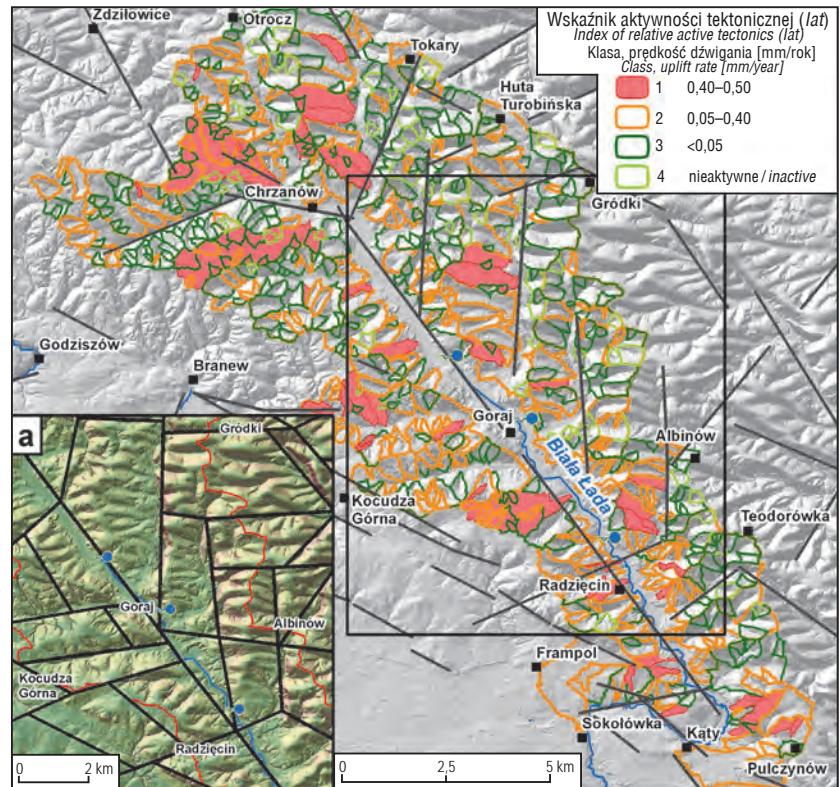 Wskaźnik aktywności tektonicznej (Iat)
Index of relative active tectonics (Iat)
Klasa, prędkość dźwigania [mm/rok]
Class, uplift rate [mm/year]
1 0,40–0,50
2 0,05–0,40
3 <0,05
4 nieaktywne / inactive
Zdziłowice
Otrocz
Tokary
Huta
Turobińska
Chrzanów
Gródki
Godziszów
Branew
Goraj
Biała Łada
Albinów
Kocudza
Górna
Teodorówka
Radzięcin
Frampol
Sokołówka
Kąty
Pulczynów
0 2,5 5 km
a
Gródki
Goraj
Albinów
Kocudza
Górna
Radzięcin
0 2 km